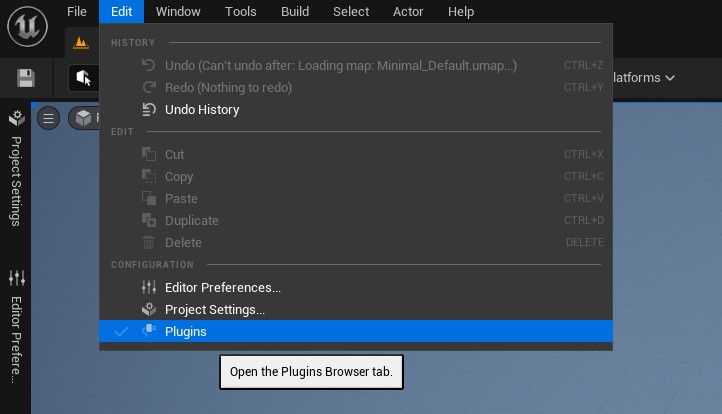 File Edit Window Tools Build Select Actor Help
HISTORY
Undo (Can't undo after: Loading map: Minimal_Default.umap...) CTRL+Z
Redo (Nothing to redo) CTRL+Y
latforms
Undo History
EDIT
Cut CTRL+X
Copy CTRL+C
Paste CTRL+V
Duplicate CTRL+D
Delete DELETE
CONFIGURATION
Editor Preferences...
Project Settings...
Plugins
Open the Plugins Browser tab.
Project Settings
Editor Prefere...